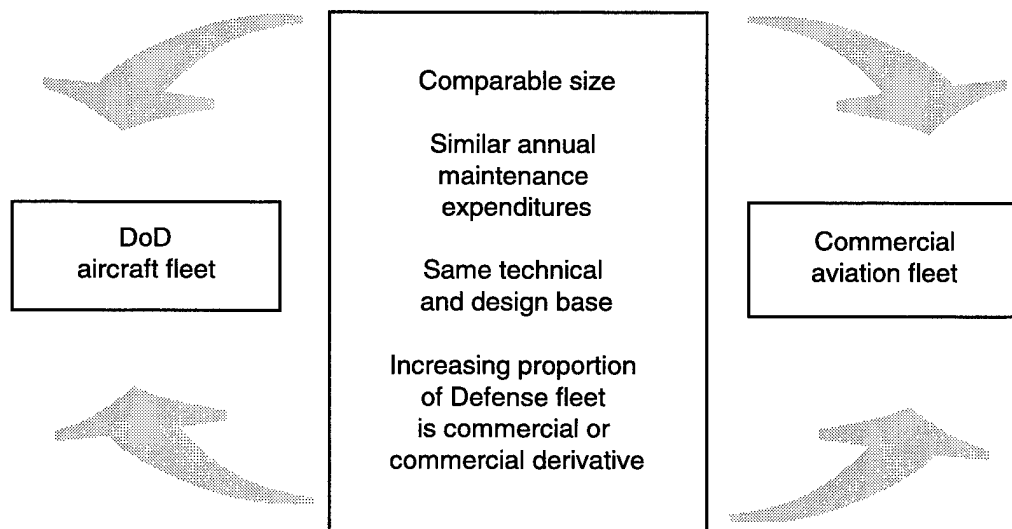 Comparable size
Similar annual
maintenance
expenditures
DoD
aircraft fleet
Same technical
and design base
Commercial
aviation fleet
Increasing proportion
of Defense fleet
is commercial or
commercial derivative